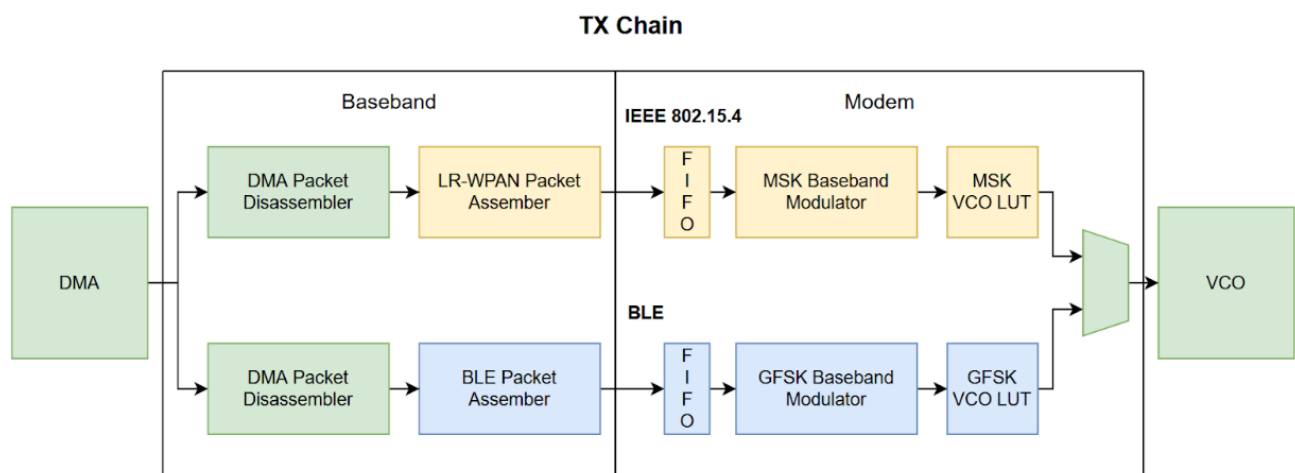 TX Chain
Baseband
Modem
IEEE 802.15.4
DMA
DMA Packet
Disassembler
LR-WPAN Packet
Assember
F
I
F
O
MSK Baseband
Modulator
MSK
VCO LUT
VCO
BLE
DMA Packet
Disassembler
BLE Packet
Assember
F
I
F
O
GFSK Baseband
Modulator
GFSK
VCO LUT